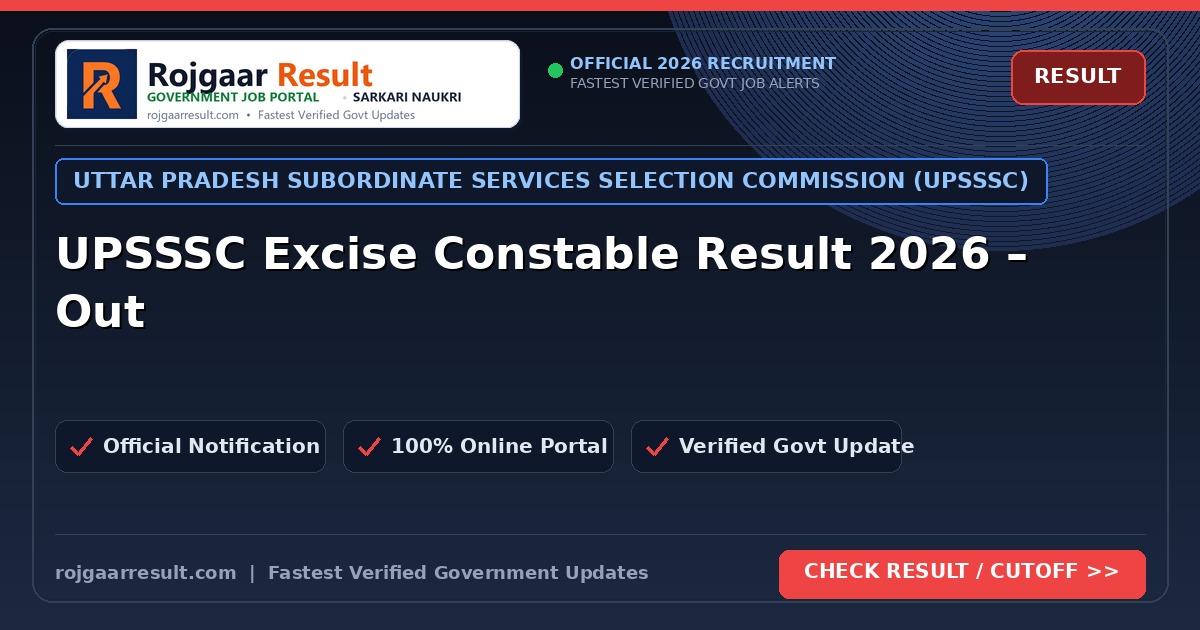 R
Rojgaar Result
GOVERNMENT JOB PORTAL • SARKARI NAUKRI
rojgaarresult.com • Fastest Verified Govt Updates
OFFICIAL 2026 RECRUITMENT
FASTEST VERIFIED GOVT JOB ALERTS
RESULT
UTTAR PRADESH SUBORDINATE SERVICES SELECTION COMMISSION (UPSSSC)
UPSSSC Excise Constable Result 2026 –
Out
Official Notification
100% Online Portal
Verified Govt Update
rojgaarresult.com | Fastest Verified Government Updates
CHECK RESULT / CUTOFF >>